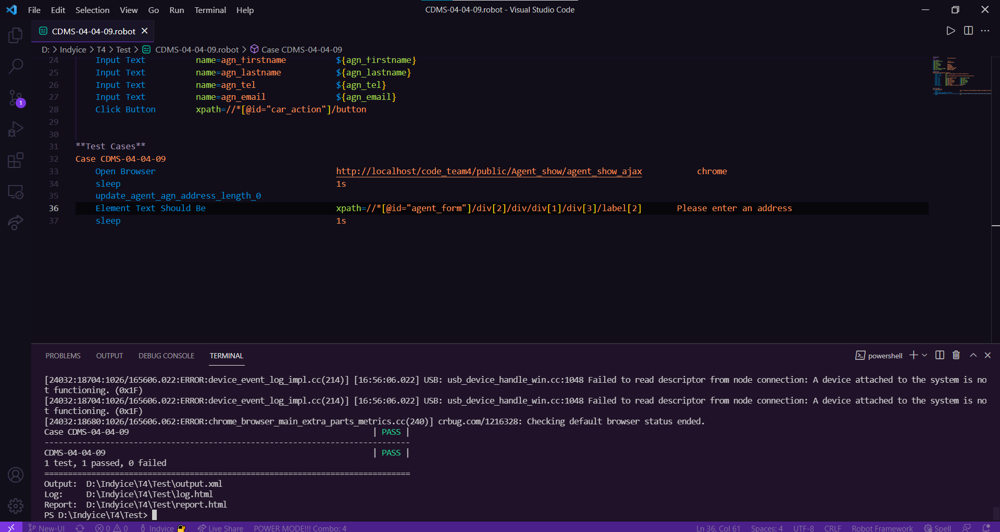 File Edit Selection View Go Run Terminal Help
CDMS-04-04-09.robot - Visual Studio Code
CDMS-04-04-09.robot
D: > Indyice > T4 > Test > CDMS-04-04-09.robot > Case CDMS-04-04-09
24 Input Text name=agn_firstname ${agn_firstname}
25 Input Text name=agn_lastname ${agn_lastname}
26 Input Text name=agn_tel ${agn_tel}
27 Input Text name=agn_email ${agn_email}
28 Click Button xpath=//*[@id="car_action"]/button
29
30
31 **Test Cases**
32 Case CDMS-04-04-09
33 Open Browser http://localhost/code_team4/public/Agent_show/agent_show_ajax chrome
34 sleep 1s
35 update_agent_agn_address_length_0
36 Element Text Should Be xpath=//*[@id="agent_form"]/div[2]/div/div[1]/div[3]/label[2] Please enter an address
37 sleep 1s
1
PROBLEMS OUTPUT DEBUG CONSOLE TERMINAL
powershell
[24032:18704:1026/165606.022:ERROR:device_event_log_impl.cc(214)] [16:56:06.022] USB: usb_device_handle_win.cc:1048 Failed to read descriptor from node connection: A device attached to the system is no
t functioning. (0x1F)
[24032:18704:1026/165606.022:ERROR:device_event_log_impl.cc(214)] [16:56:06.022] USB: usb_device_handle_win.cc:1048 Failed to read descriptor from node connection: A device attached to the system is no
t functioning. (0x1F)
[24032:18680:1026/165606.062:ERROR:chrome_browser_main_extra_parts_metrics.cc(240)] crbug.com/1216328: Checking default browser status ended.
Case CDMS-04-04-09 | PASS |
------------------------------------------------------------------------------
CDMS-04-04-09 | PASS |
1 test, 1 passed, 0 failed
==============================================================================
Output: D:\Indyice\T4\Test\output.xml
Log: D:\Indyice\T4\Test\log.html
Report: D:\Indyice\T4\Test\report.html
PS D:\Indyice\T4\Test>
New-UI 0 0 Indyice Live Share POWER MODE!!! Combo: 4 Ln 36, Col 61 Spaces: 4 UTF-8 CRLF Robot Framework Spell